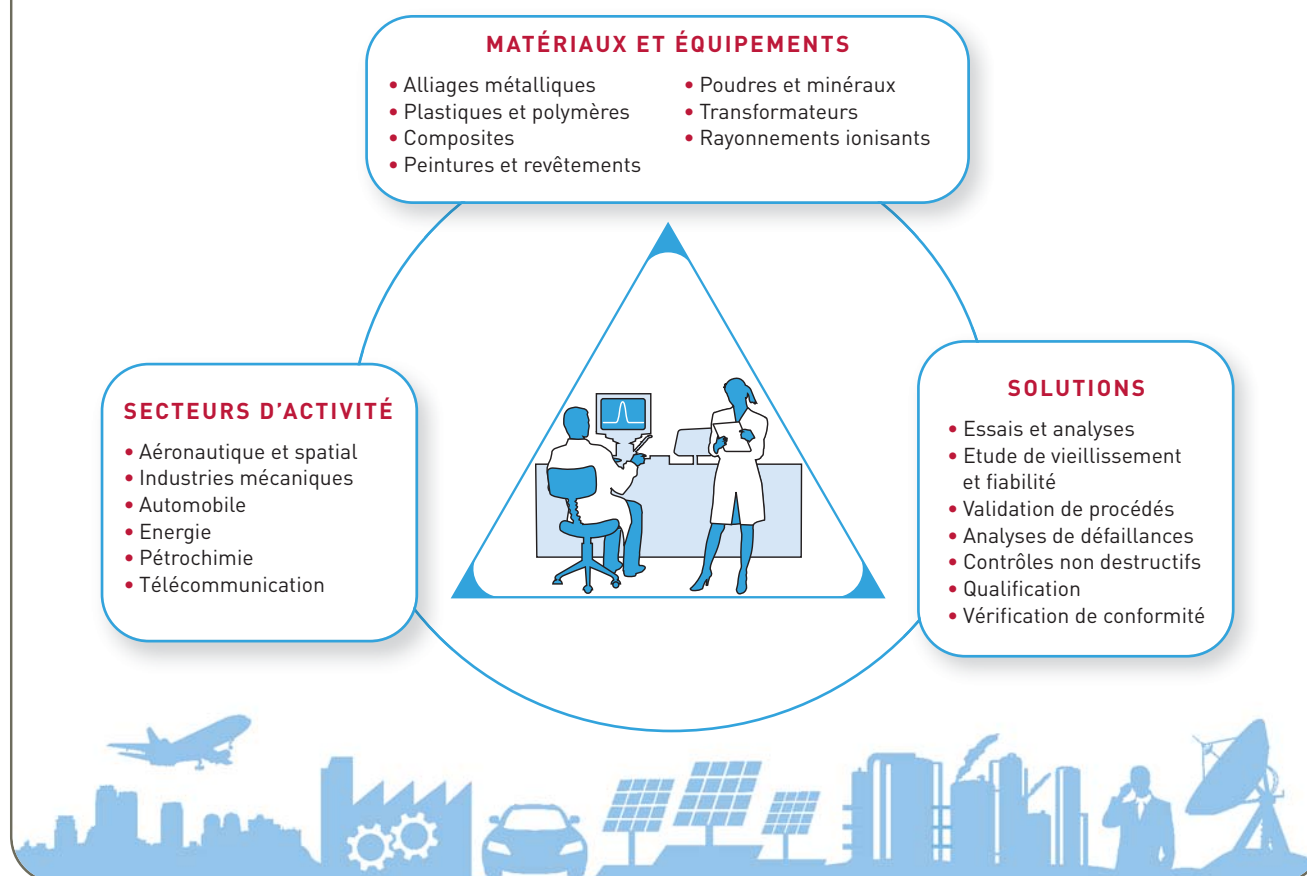 MATÉRIAUX ET ÉQUIPEMENTS
• Alliages métalliques
• Plastiques et polymères
• Composites
• Peintures et revêtements
• Poudres et minéraux
• Transformateurs
• Rayonnements ionisants
SECTEURS D’ACTIVITÉ
• Aéronautique et spatial
• Industries mécaniques
• Automobile
• Energie
• Pétrochimie
• Télécommunication
SOLUTIONS
• Essais et analyses
• Etude de vieillissement
et fiabilité
• Validation de procédés
• Analyses de défaillances
• Contrôles non destructifs
• Qualification
• Vérification de conformité